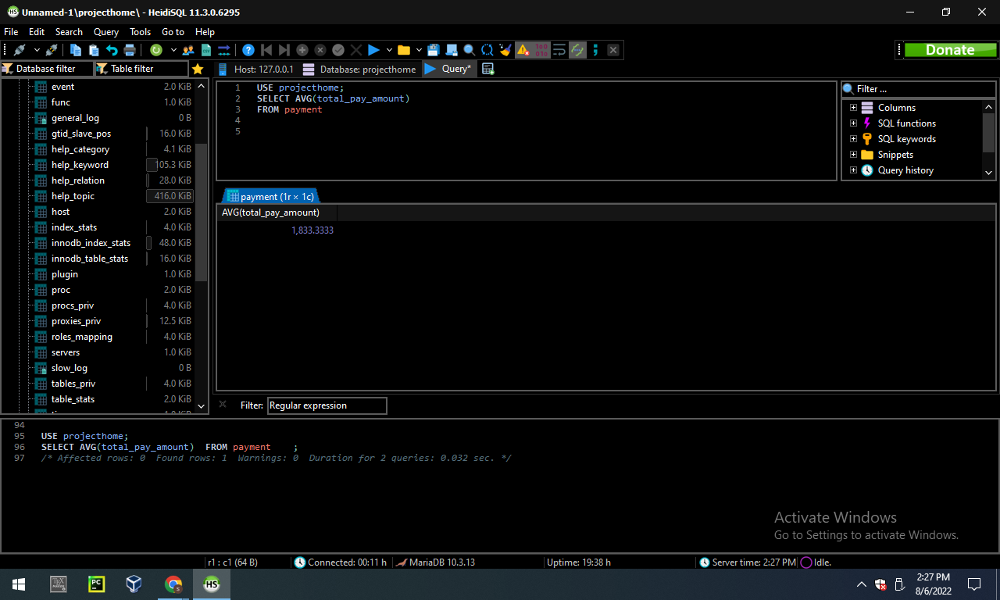 Unnamed-1\projecthome\ - HeidiSQL 11.3.0.6295
File Edit Search Query Tools Go to Help
Donate
Database filter Table filter
Host: 127.0.0.1 Database: projecthome Query*
event 2.0 KiB
func 1.0 KiB
general_log 0 B
gtid_slave_pos 16.0 KiB
help_category 4.1 KiB
help_keyword 105.3 KiB
help_relation 28.0 KiB
help_topic 416.0 KiB
host 2.0 KiB
index_stats 4.0 KiB
innodb_index_stats 48.0 KiB
innodb_table_stats 16.0 KiB
plugin 1.0 KiB
proc 2.0 KiB
procs_priv 4.0 KiB
proxies_priv 12.5 KiB
roles_mapping 4.0 KiB
servers 1.0 KiB
slow_log 0 B
tables_priv 4.0 KiB
table_stats 2.0 KiB
1 USE projecthome;
2 SELECT AVG(total_pay_amount)
3 FROM payment
4
5
Filter ...
Columns
SQL functions
SQL keywords
Snippets
Query history
payment (1r × 1c)
AVG(total_pay_amount)
1,833.3333
Filter: Regular expression
94
95 USE projecthome;
96 SELECT AVG(total_pay_amount) FROM payment ;
97 /* Affected rows: 0 Found rows: 1 Warnings: 0 Duration for 2 queries: 0.032 sec. */
Activate Windows
Go to Settings to activate Windows.
r1 : c1 (64 B) Connected: 00:11 h MariaDB 10.3.13 Uptime: 19:38 h Server time: 2:27 PM Idle.
PC
HS
2:27 PM
8/6/2022